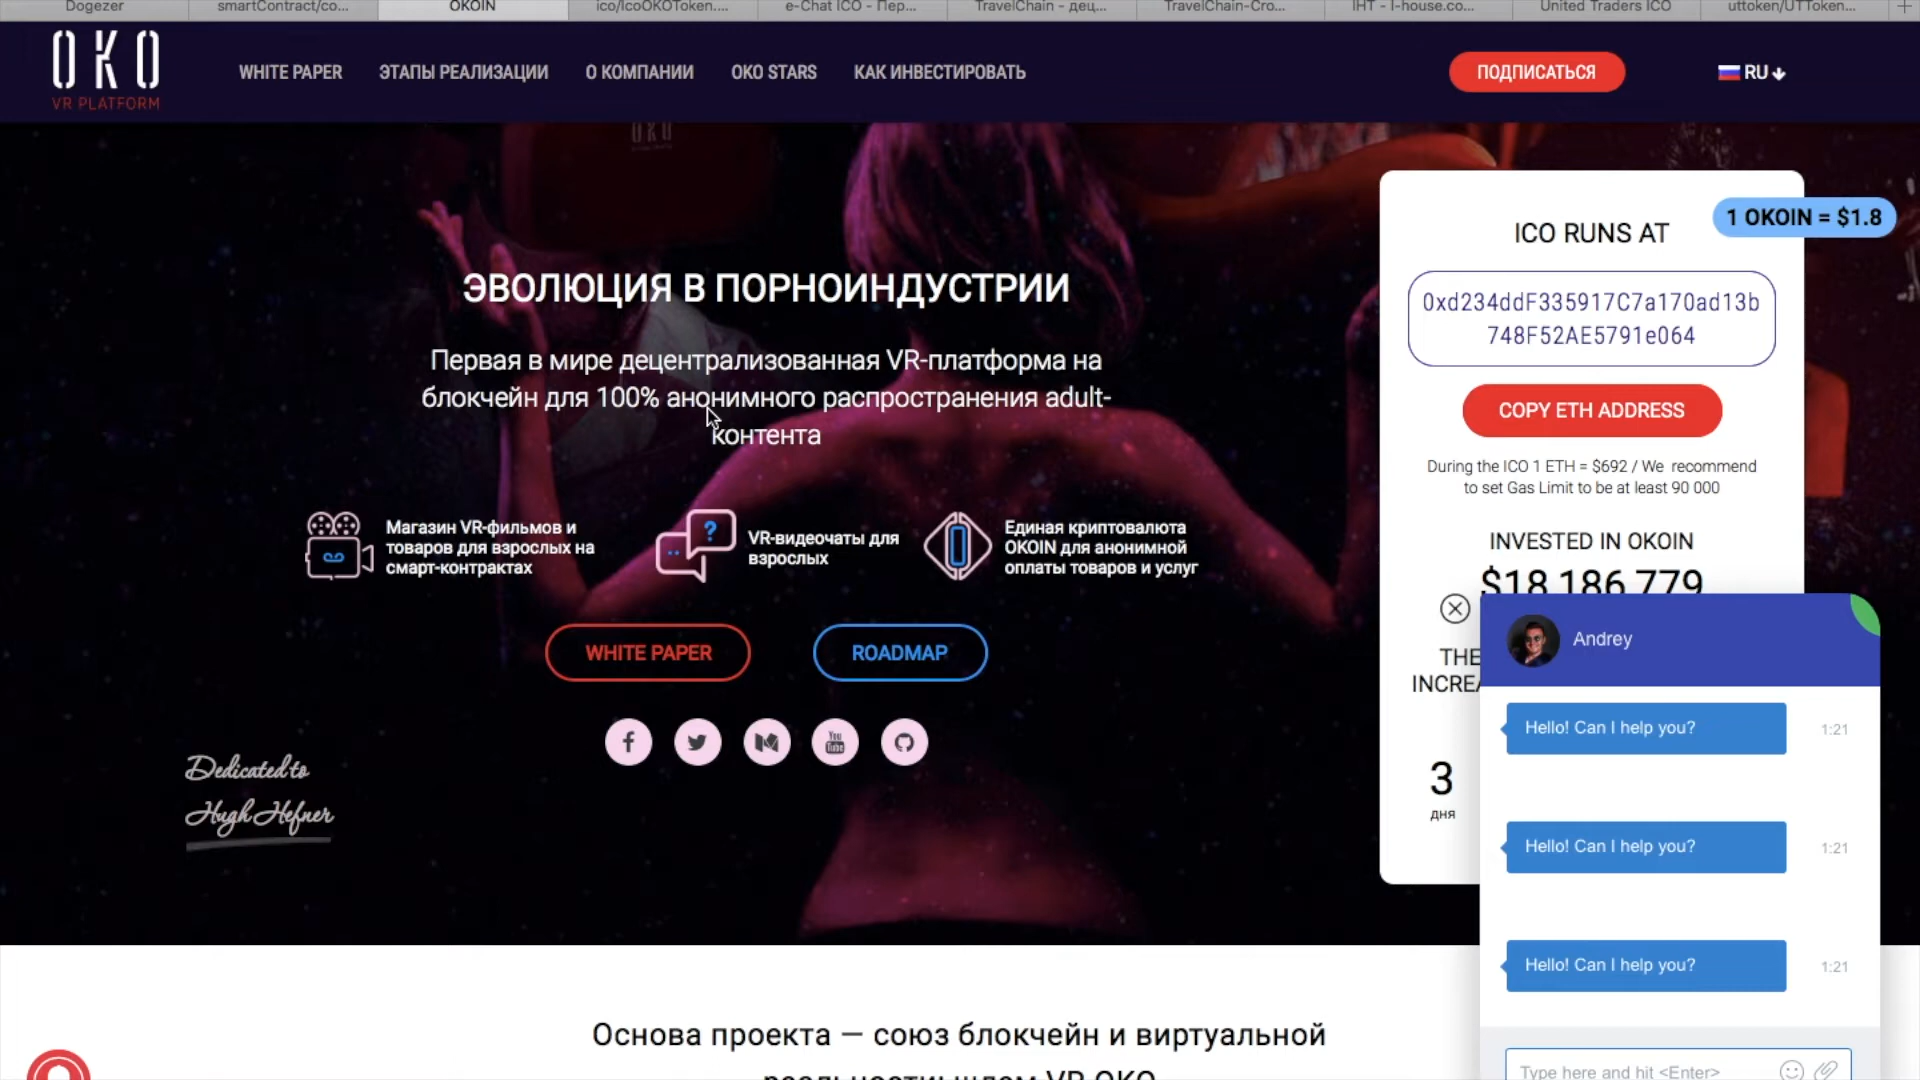 Dogezer
smartContract/co...
OKOIN
ico/IcoOKOToken....
e-Chat ICO - Пер...
TravelChain - дец...
TravelChain-Cro...
IHT - I-house.co...
United Traders ICO
uttoken/UTToken...
OKO
VR PLATFORM
WHITE PAPER
ЭТАПЫ РЕАЛИЗАЦИИ
О КОМПАНИИ
OKO STARS
КАК ИНВЕСТИРОВАТЬ
ПОДПИСАТЬСЯ
RU
OKO
ЭВОЛЮЦИЯ В ПОРНОИНДУСТРИИ
Первая в мире децентрализованная VR-платформа на
блокчейн для 100% анонимного распространения adult-
контента
Магазин VR-фильмов и
товаров для взрослых на
смарт-контрактах
VR-видеочаты для
взрослых
Единая криптовалюта
OKOIN для анонимной
оплаты товаров и услуг
WHITE PAPER
ROADMAP
You
Tube
Dedicated to
Hugh Hefner
1 OKOIN = $1.8
ICO RUNS AT
0xd234ddF335917C7a170ad13b
748F52AE5791e064
COPY ETH ADDRESS
During the ICO 1 ETH = $692 / We recommend
to set Gas Limit to be at least 90 000
INVESTED IN OKOIN
$18 186 779
THE
INCREA
3
дня
Andrey
Hello! Can I help you?
1:21
Hello! Can I help you?
1:21
Hello! Can I help you?
1:21
Type here and hit <Enter>
Основа проекта — союз блокчейн и виртуальной